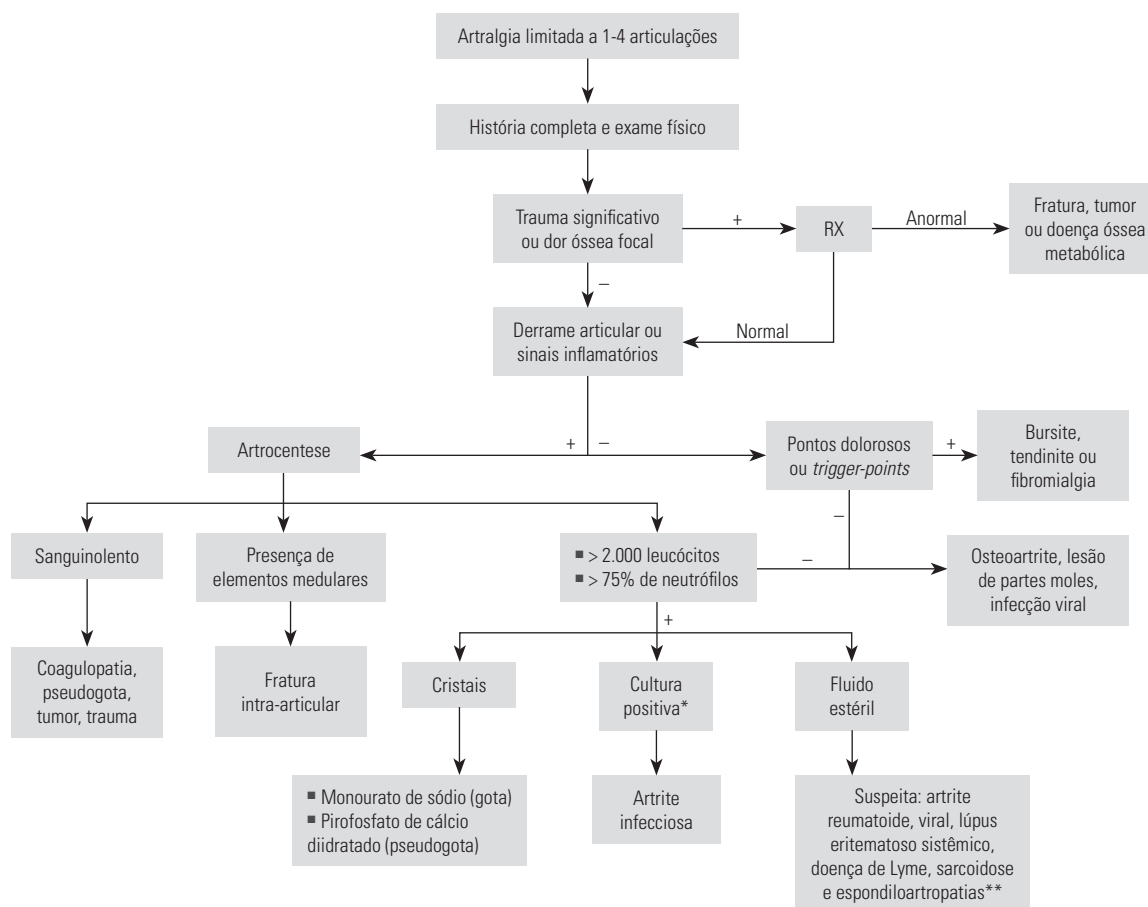 Artralgia limitada a 1-4 articulações
História completa e exame físico
Trauma significativo
ou dor óssea focal
+
RX
Anormal
Fratura, tumor
ou doença óssea
metabólica
–
Derrame articular ou
sinais inflamatórios
Normal
+
–
Artrocentese
Pontos dolorosos
ou trigger-points
+
Bursite,
tendinite ou
fibromialgia
–
Sanguinolento
Presença de
elementos medulares
■ > 2.000 leucócitos
■ > 75% de neutrófilos
–
Osteoartrite, lesão
de partes moles,
infecção viral
+
Coagulopatia,
pseudogota,
tumor, trauma
Fratura
intra-articular
Cristais
Cultura
positiva*
Fluido
estéril
■ Monourato de sódio (gota)
■ Pirofosfato de cálcio
diidratado (pseudogota)
Artrite
infecciosa
Suspeita: artrite
reumatoide, viral, lúpus
eritematoso sistêmico,
doença de Lyme, sarcoidose
e espondiloartropatias**